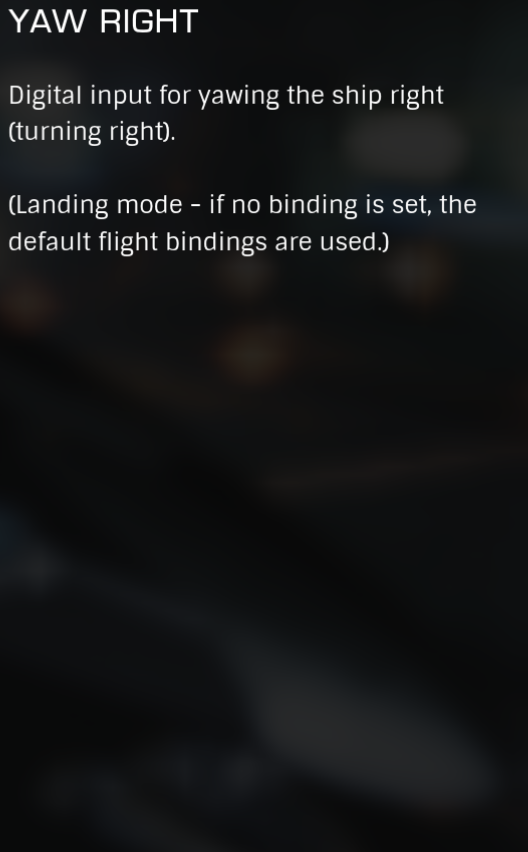 YAW RIGHT
Digital input for yawing the ship right
(turning right).
(Landing mode - if no binding is set, the
default flight bindings are used.)